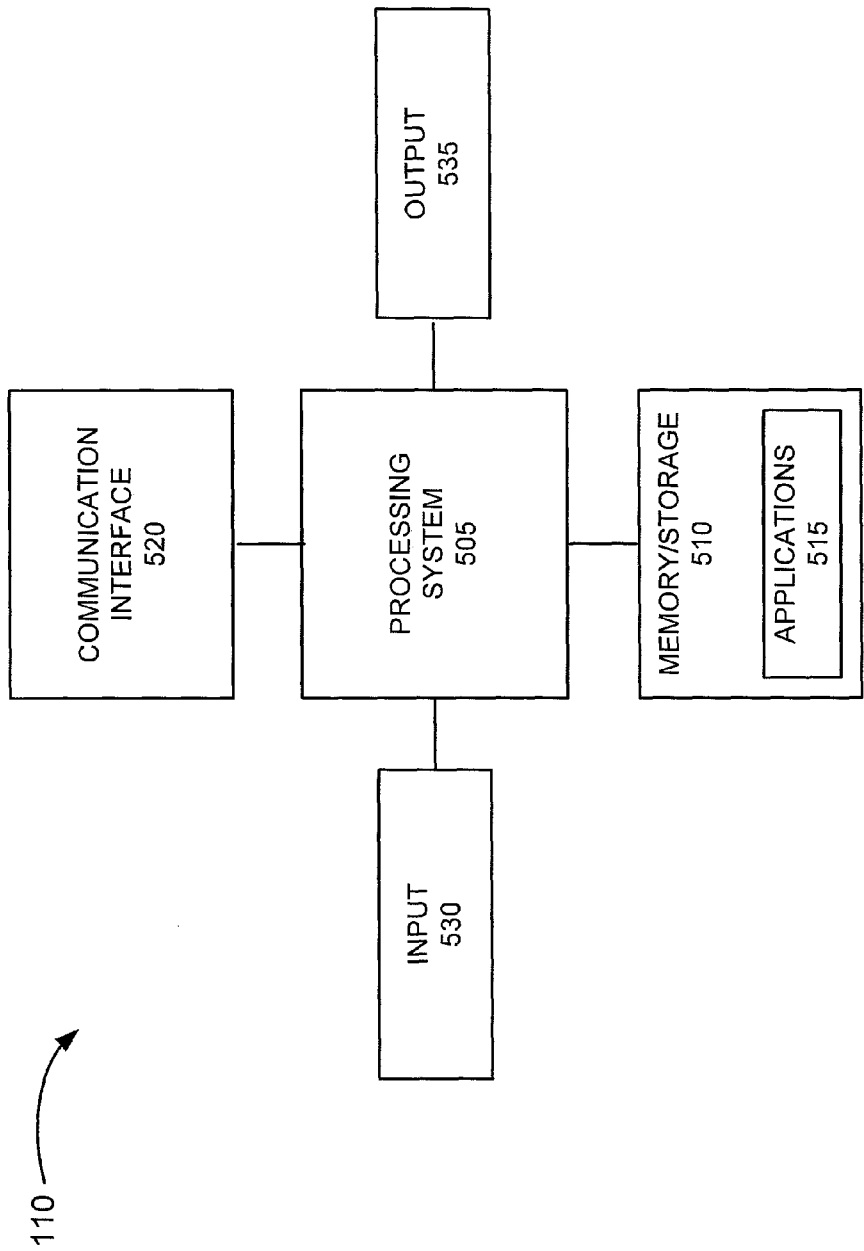 110
COMMUNICATION
INTERFACE
520
INPUT
530
PROCESSING
SYSTEM
505
OUTPUT
535
MEMORY/STORAGE
510
APPLICATIONS
515